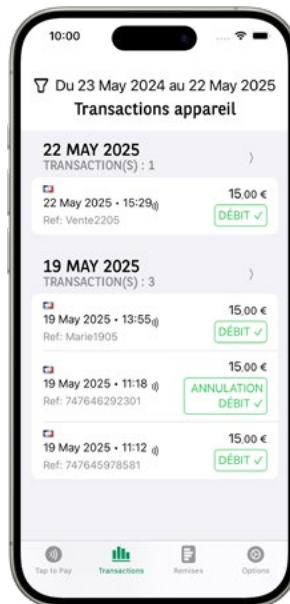 10:00
Du 23 May 2024 au 22 May 2025
Transactions appareil
22 MAY 2025
TRANSACTION(S) : 1
22 May 2025 • 15:29
15,00 €
Ref: Vente2205
DÉBIT ✓
19 MAY 2025
TRANSACTION(S) : 3
19 May 2025 • 13:55
15,00 €
Ref: Marie1905
DÉBIT ✓
15,00 €
19 May 2025 • 11:18
ANNULATION
DÉBIT ✓
Ref: 747646292301
19 May 2025 • 11:12
15,00 €
Ref: 747645978581
DÉBIT ✓
Tap to Pay
Transactions
Remises
Options